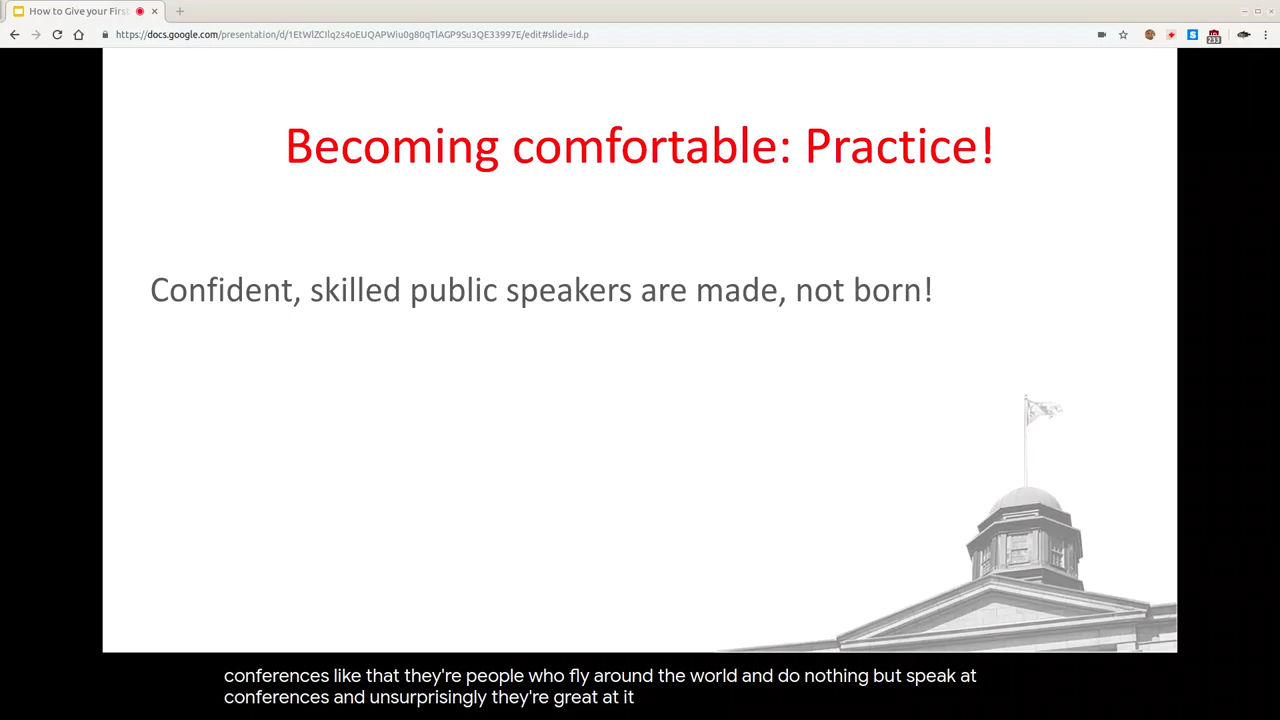 How to Give your Firs
https://docs.google.com/presentation/d/1EtWlZCIlq2s4oEUQAPWiu0g80qTlAGP9Su3QE33997E/edit#slide=id.p
233
Becoming comfortable: Practice!
Confident, skilled public speakers are made, not born!
conferences like that they're people who fly around the world and do nothing but speak at
conferences and unsurprisingly they're great at it